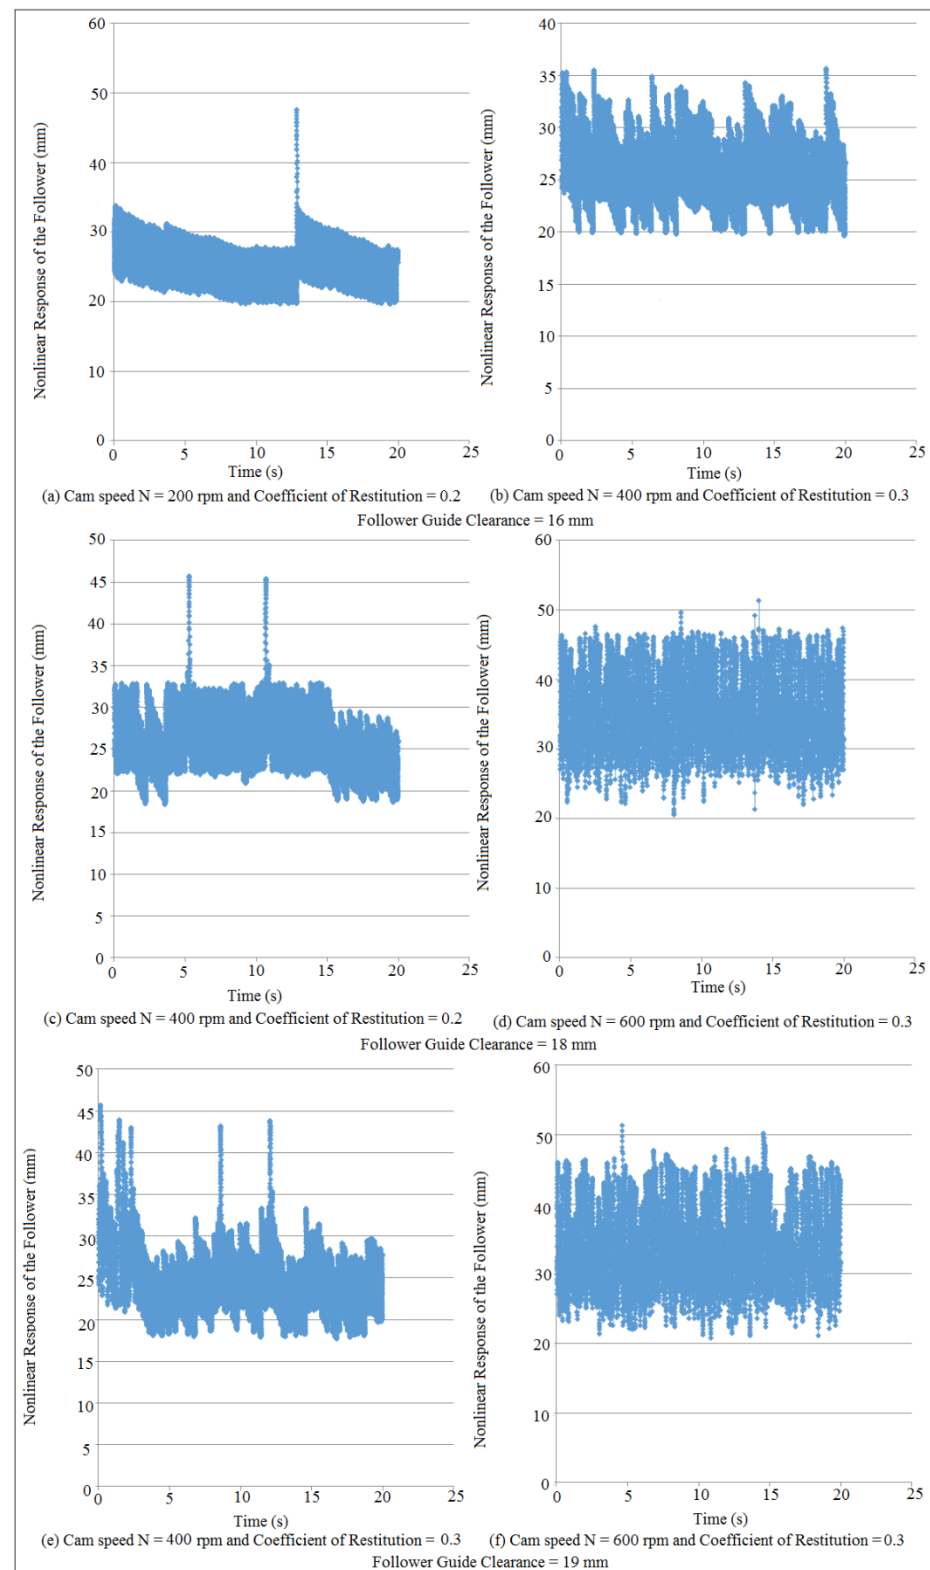 60
50
40
30
20
10
0
Nonlinear Response of the Follower (mm)
0 5 10 15 20 25
Time (s)
40
35
30
25
20
15
10
5
0
Nonlinear Response of the Follower (mm)
0 5 10 15 20 25
Time (s)
(a) Cam speed N = 200 rpm and Coefficient of Restitution = 0.2
(b) Cam speed N = 400 rpm and Coefficient of Restitution = 0.3
Follower Guide Clearance = 16 mm
50
45
40
35
30
25
20
15
10
5
0
Nonlinear Response of the Follower (mm)
0 5 10 15 20 25
Time (s)
60
50
40
30
20
10
0
Nonlinear Response of the Follower (mm)
0 5 10 15 20 25
Time (s)
(c) Cam speed N = 400 rpm and Coefficient of Restitution = 0.2
(d) Cam speed N = 600 rpm and Coefficient of Restitution = 0.3
Follower Guide Clearance = 18 mm
50
45
40
35
30
25
20
15
10
5
0
Nonlinear Response of the Follower (mm)
0 5 10 15 20 25
Time (s)
60
50
40
30
20
10
0
Nonlinear Response of the Follower (mm)
0 5 10 15 20 25
Time (s)
(e) Cam speed N = 400 rpm and Coefficient of Restitution = 0.3
(f) Cam speed N = 600 rpm and Coefficient of Restitution = 0.3
Follower Guide Clearance = 19 mm